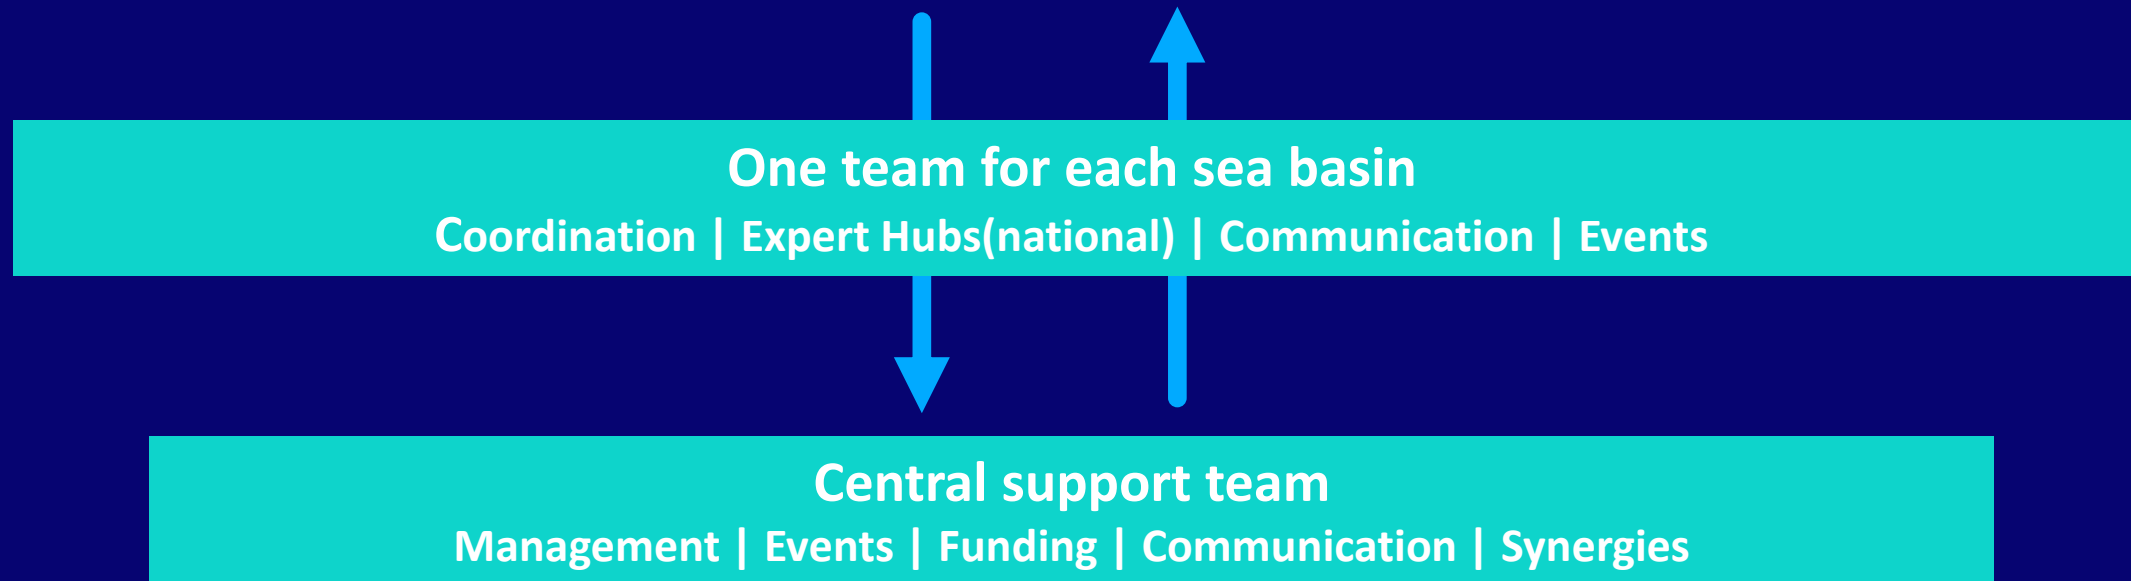 One team for each sea basin
Coordination | Expert Hubs(national) | Communication | Events
Central support team
Management | Events | Funding | Communication | Synergies